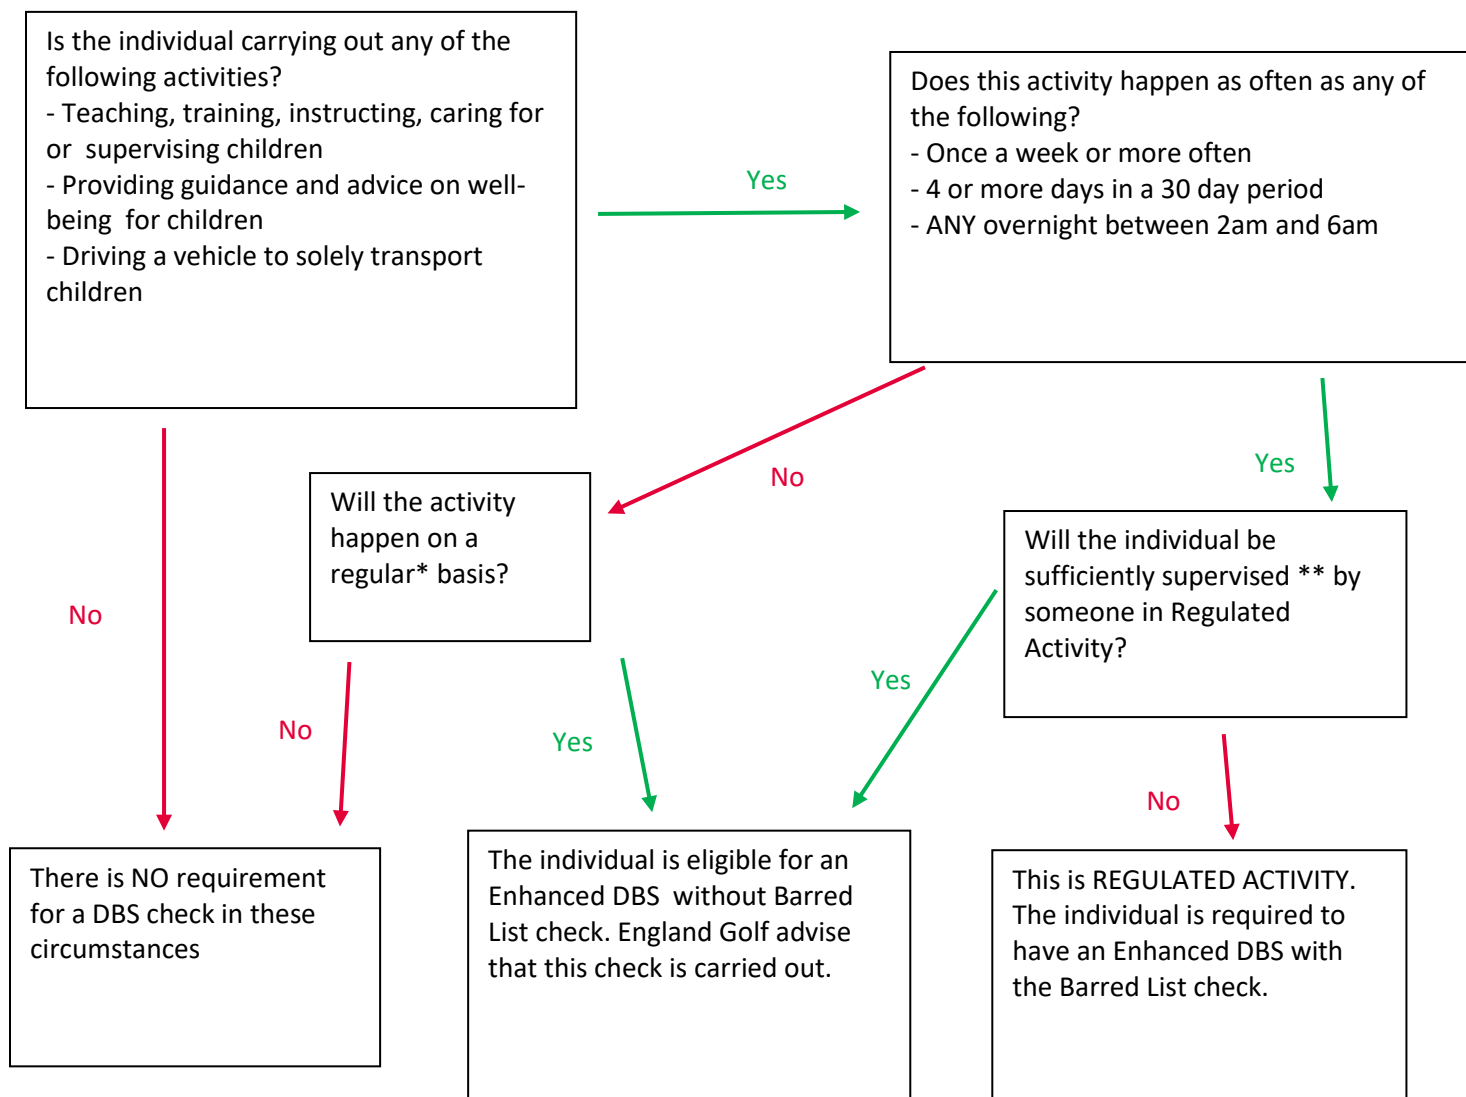 Is the individual carrying out any of the
following activities?
- Teaching, training, instructing, caring for
or  supervising children
- Providing guidance and advice on well-
being  for children
- Driving a vehicle to solely transport
children
Yes
Does this activity happen as often as any of
the following?
- Once a week or more often
- 4 or more days in a 30 day period
- ANY overnight between 2am and 6am
No
Yes
Will the activity
happen on a
regular* basis?
Will the individual be
sufficiently supervised ** by
someone in Regulated
Activity?
No
No
Yes
Yes
No
There is NO requirement
for a DBS check in these
circumstances
The individual is eligible for an
Enhanced DBS  without Barred
List check. England Golf advise
that this check is carried out.
This is REGULATED ACTIVITY.
The individual is required to
have an Enhanced DBS with
the Barred List check.